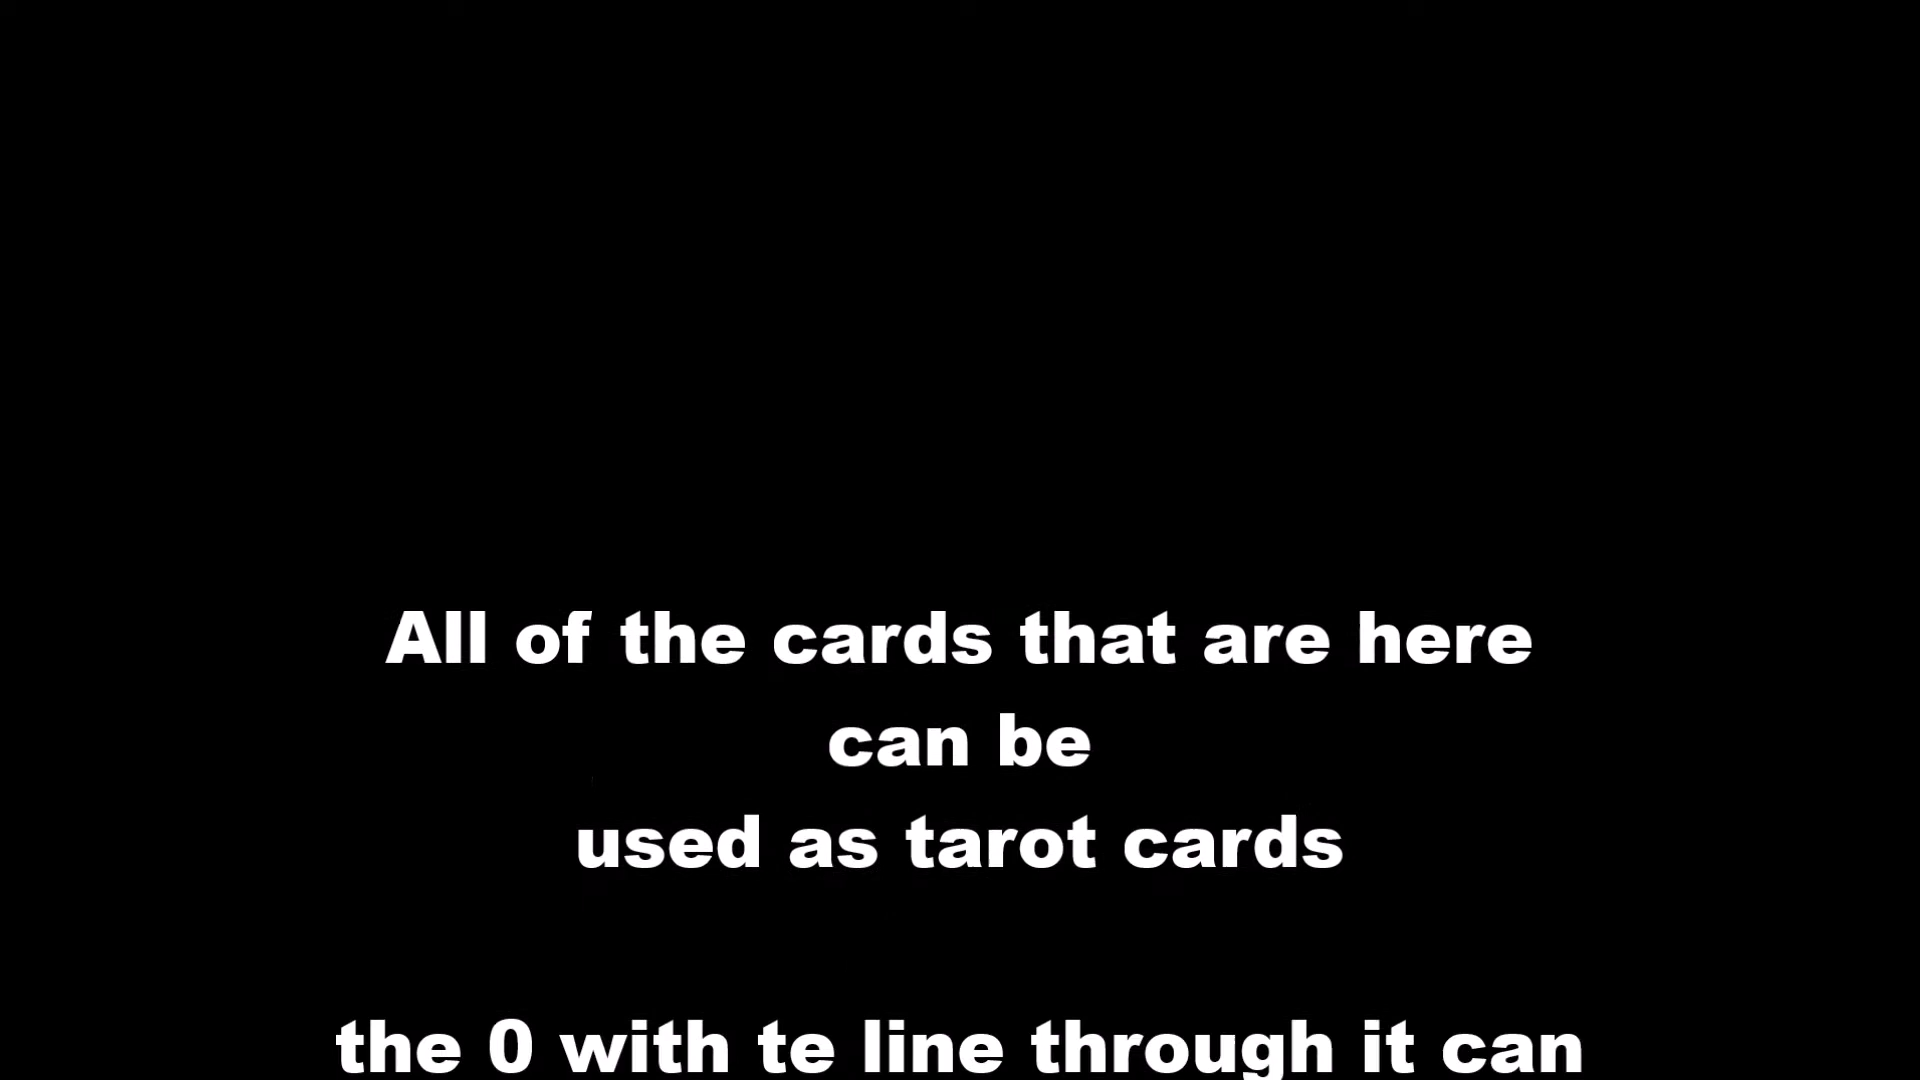 All of the cards that are here
can be
used as tarot cards
the 0 with te line through it can